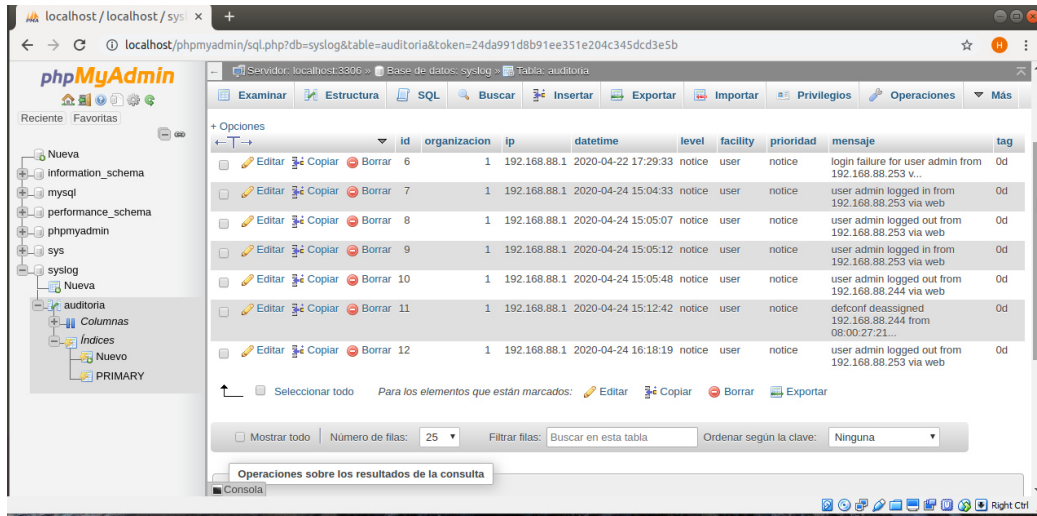 localhost / localhost / sysl
localhost/phpmyadmin/sql.php?db=syslog&table=auditoria&token=24da991d8b91ee351e204c345dcd3e5b
H
phpMyAdmin
Reciente Favoritas
Nueva
information_schema
mysql
performance_schema
phpmyadmin
sys
syslog
Nueva
auditoria
Columnas
Índices
Nuevo
PRIMARY
Servidor: localhost:3306 » Base de datos: syslog » Tabla: auditoria
Examinar Estructura SQL Buscar Insertar Exportar Importar Privilegios Operaciones Más
+ Opciones
id organizacion ip datetime level facility prioridad mensaje tag
Editar Copiar Borrar 6 1 192.168.88.1 2020-04-22 17:29:33 notice user notice login failure for user admin from 0d
192.168.88.253 v...
Editar Copiar Borrar 7 1 192.168.88.1 2020-04-24 15:04:33 notice user notice user admin logged in from 0d
192.168.88.253 via web
Editar Copiar Borrar 8 1 192.168.88.1 2020-04-24 15:05:07 notice user notice user admin logged out from 0d
192.168.88.253 via web
Editar Copiar Borrar 9 1 192.168.88.1 2020-04-24 15:05:12 notice user notice user admin logged in from 0d
192.168.88.253 via web
Editar Copiar Borrar 10 1 192.168.88.1 2020-04-24 15:05:48 notice user notice user admin logged out from 0d
192.168.88.244 via web
Editar Copiar Borrar 11 1 192.168.88.1 2020-04-24 15:12:42 notice user notice defconf deassigned 0d
192.168.88.244 from
08:00:27:21...
Editar Copiar Borrar 12 1 192.168.88.1 2020-04-24 16:18:19 notice user notice user admin logged out from 0d
192.168.88.253 via web
Seleccionar todo Para los elementos que están marcados: Editar Copiar Borrar Exportar
Mostrar todo Número de filas: 25 Filtrar filas: Buscar en esta tabla Ordenar según la clave: Ninguna
Operaciones sobre los resultados de la consulta
Consola
Right Ctrl